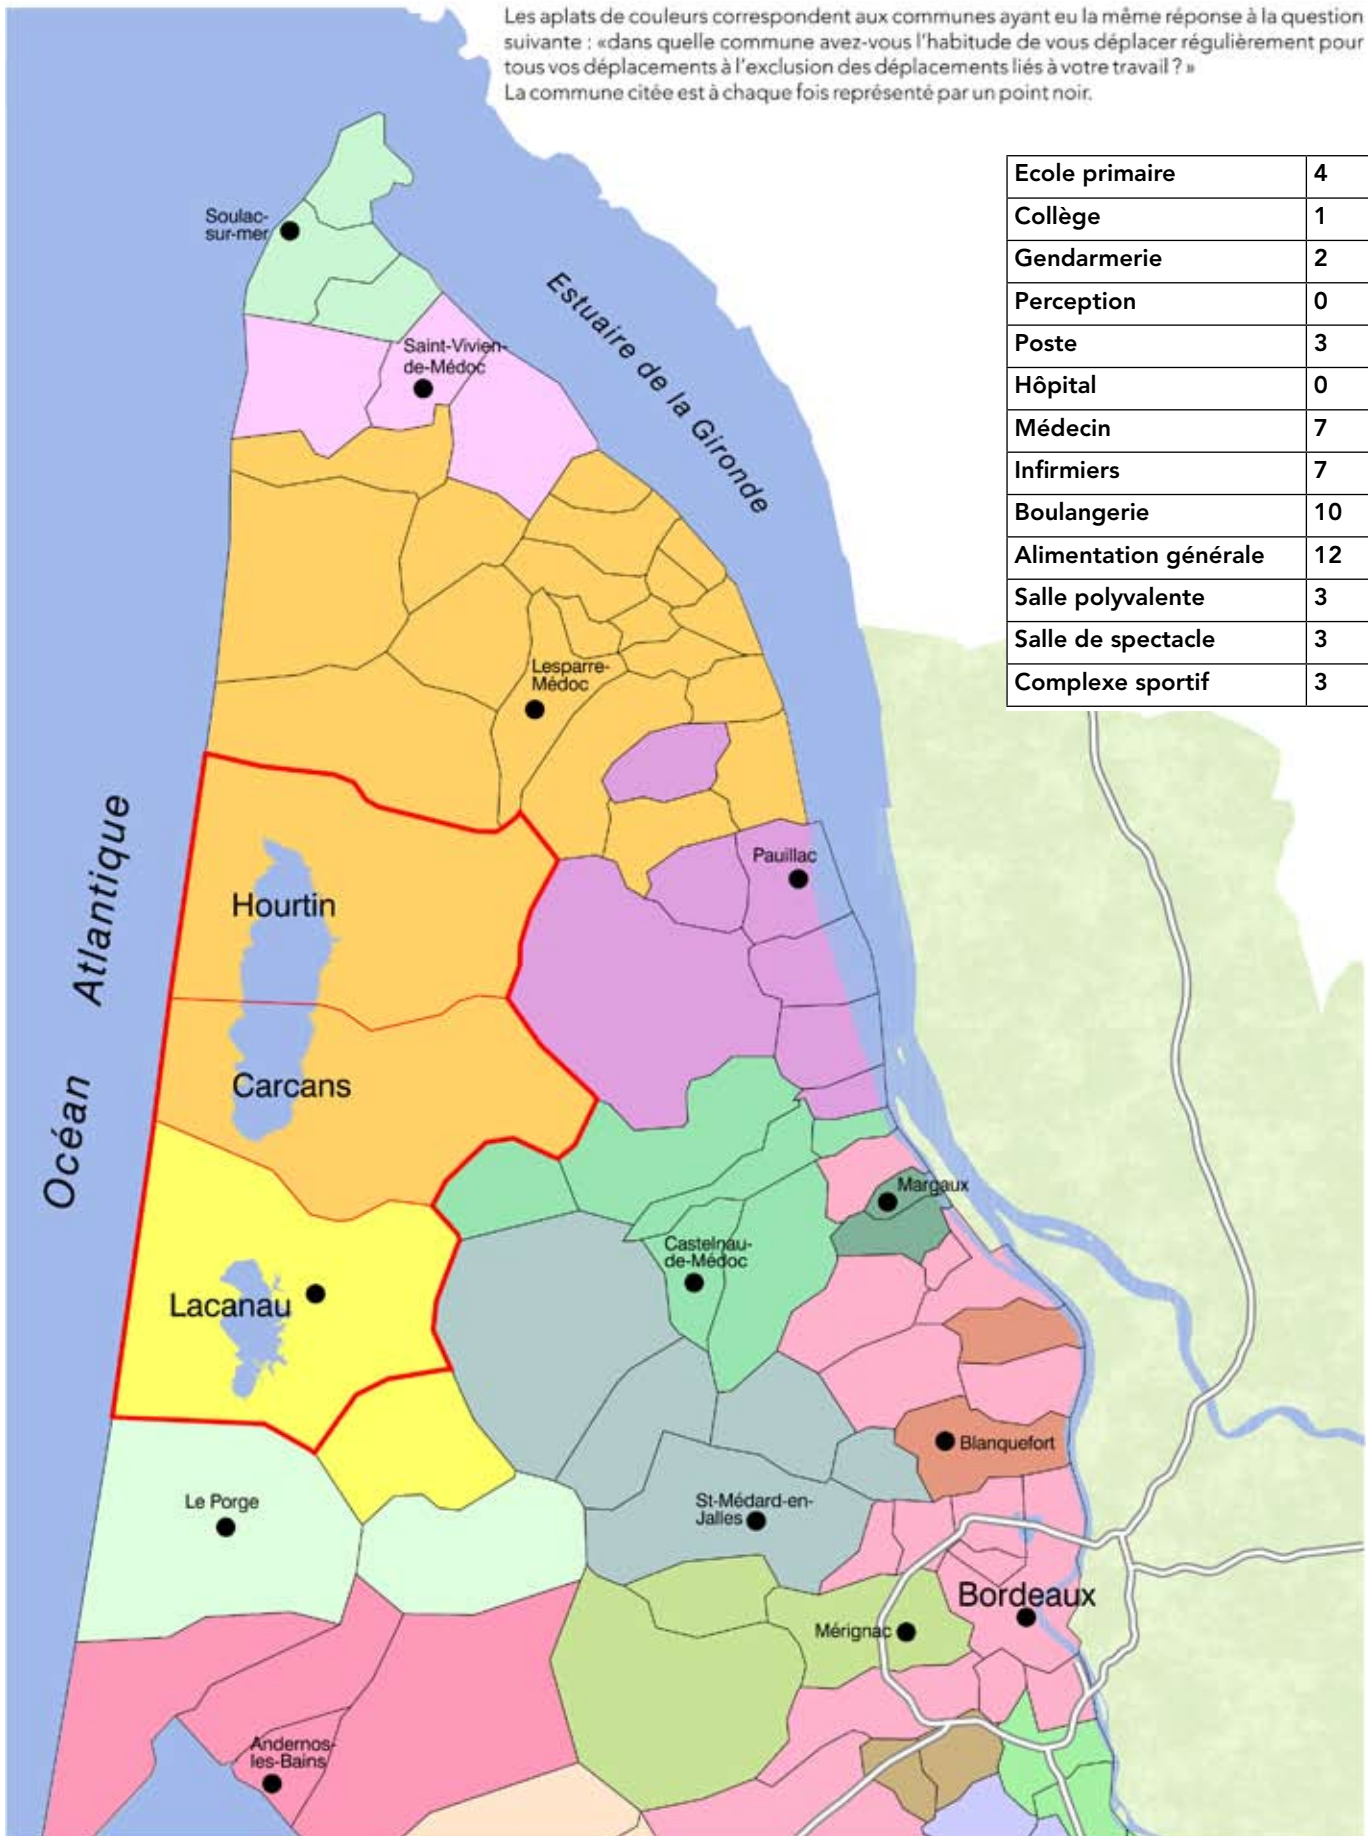 Les aplats de couleurs correspondent aux communes ayant eu la même réponse à la question
suivante : «dans quelle commune avez-vous l'habitude de vous déplacer régulièrement pour
tous vos déplacements à l'exclusion des déplacements liés à votre travail ? »
La commune citée est à chaque fois représenté par un point noir.
Ecole primaire 4
Collège 1
Gendarmerie 2
Perception 0
Poste 3
Hôpital 0
Médecin 7
Infirmiers 7
Boulangerie 10
Alimentation générale 12
Salle polyvalente 3
Salle de spectacle 3
Complexe sportif 3
Soulac-
sur-mer
Estuaire de la Gironde
Saint-Vivien-
de-Médoc
Lesparre-
Médoc
Océan Atlantique
Pauillac
Hourtin
Carcans
Margaux
Castelnau-
de-Médoc
Lacanau
Blanquefort
Le Porge
St-Médard-en-
Jalles
Bordeaux
Mérignac
Andernos-
les-Bains